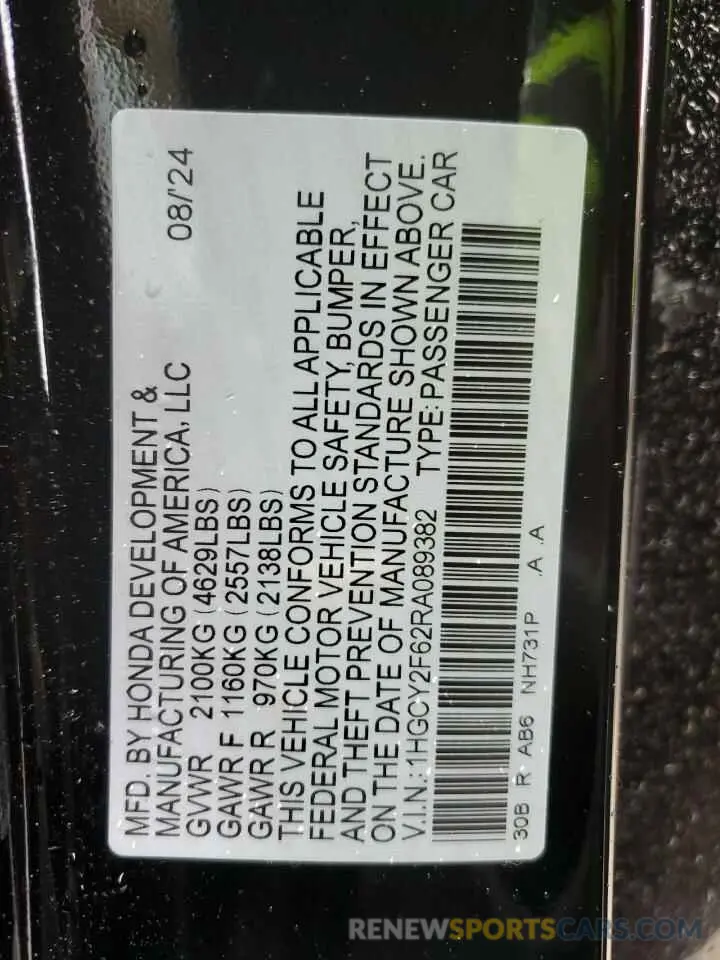 MFD. BY HONDA DEVELOPMENT &
MANUFACTURING OF AMERICA, LLC 08/'24
GVWR 2100KG (4629LBS)
GAWR F 1160KG (2557LBS)
GAWR R 970KG (2138LBS)
THIS VEHICLE CONFORMS TO ALL APPLICABLE
FEDERAL MOTOR VEHICLE SAFETY, BUMPER,
AND THEFT PREVENTION STANDARDS IN EFFECT
ON THE DATE OF MANUFACTURE SHOWN ABOVE.
V.I.N.: 1HGCY2F62RA089382 TYPE: PASSENGER CAR
30B R AB6 NH731P .A .A
RENEWSPORTSCARS.COM